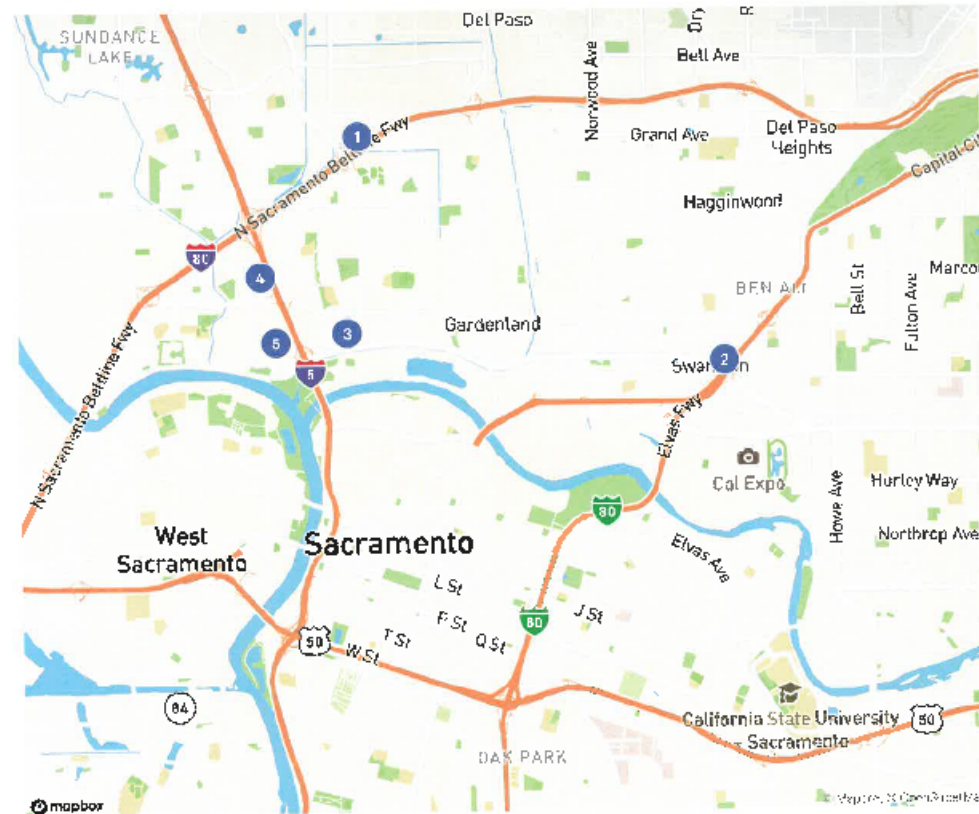 Del Paso
SUNDANCE
LAKE
Dry
R
Bell Ave
Norwood Ave
1
N Sacramento Beltline Fwy
Grand Ave
Del Paso
Heights
Capital Ci
Hagginwood
80
4
BEN ALI
Bell St
Fulton Ave
Marco
Gardenland
3
5
5
2
N Sacramento Beltline Fwy
Elvas Fwy
Cal Expo
Howe Ave
Hurley Way
80
Northrop Ave
West
Sacramento
Sacramento
Elvas Ave
L St
P St
Q St
J St
T St
W St
80
50
84
California State University
Sacramento
50
OAK PARK
mapbox